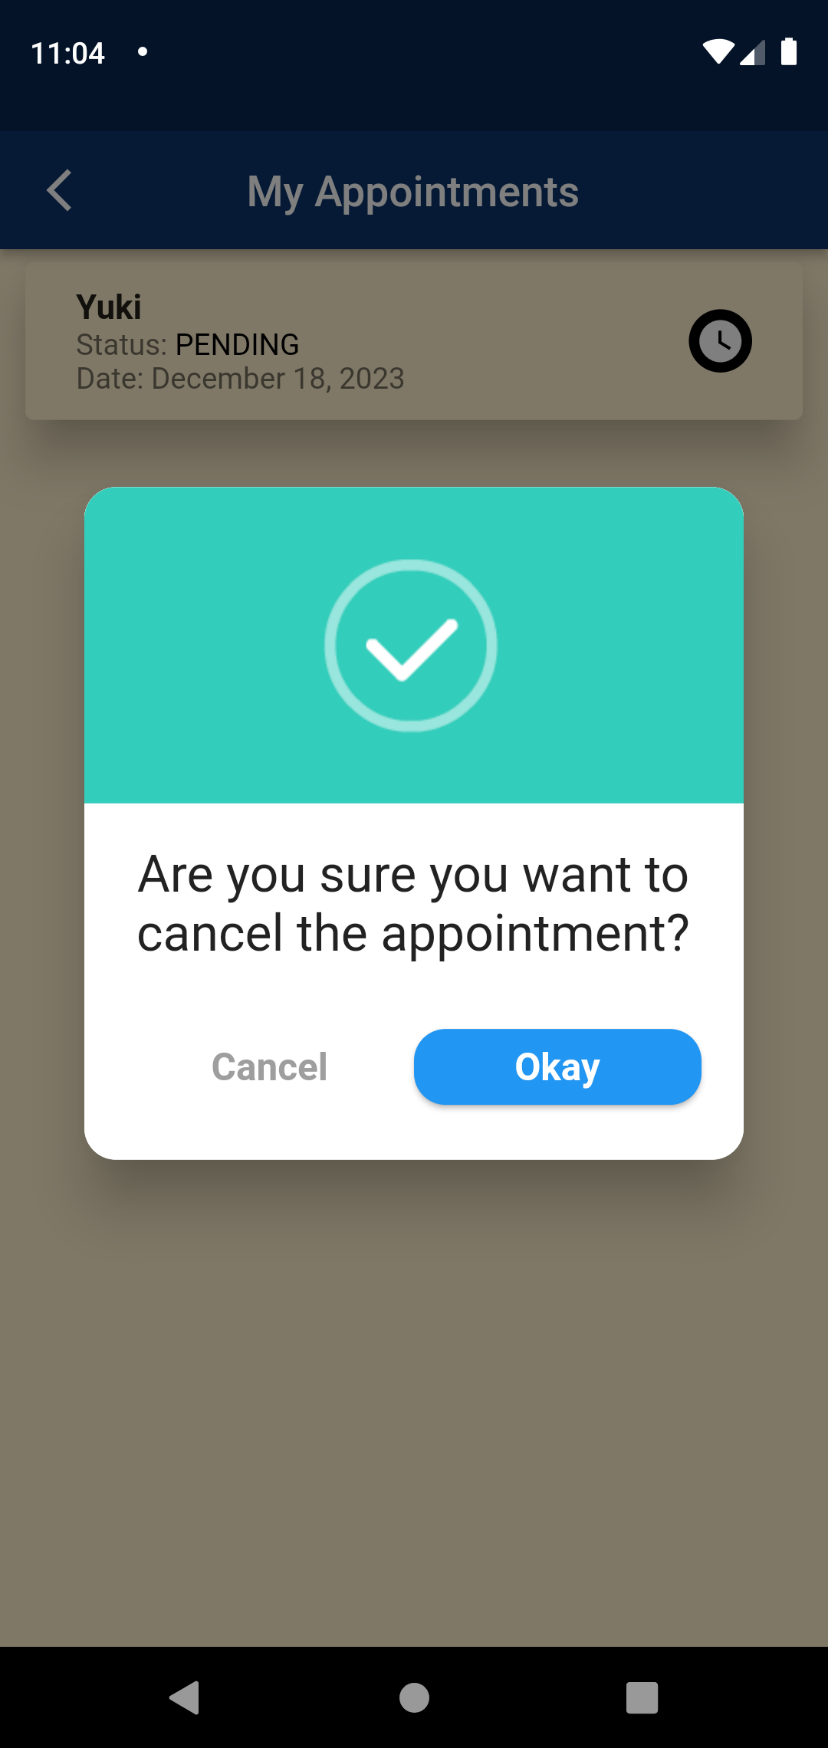 11:04
My Appointments
Yuki
Status: PENDING
Date: December 18, 2023
Are you sure you want to
cancel the appointment?
Cancel
Okay